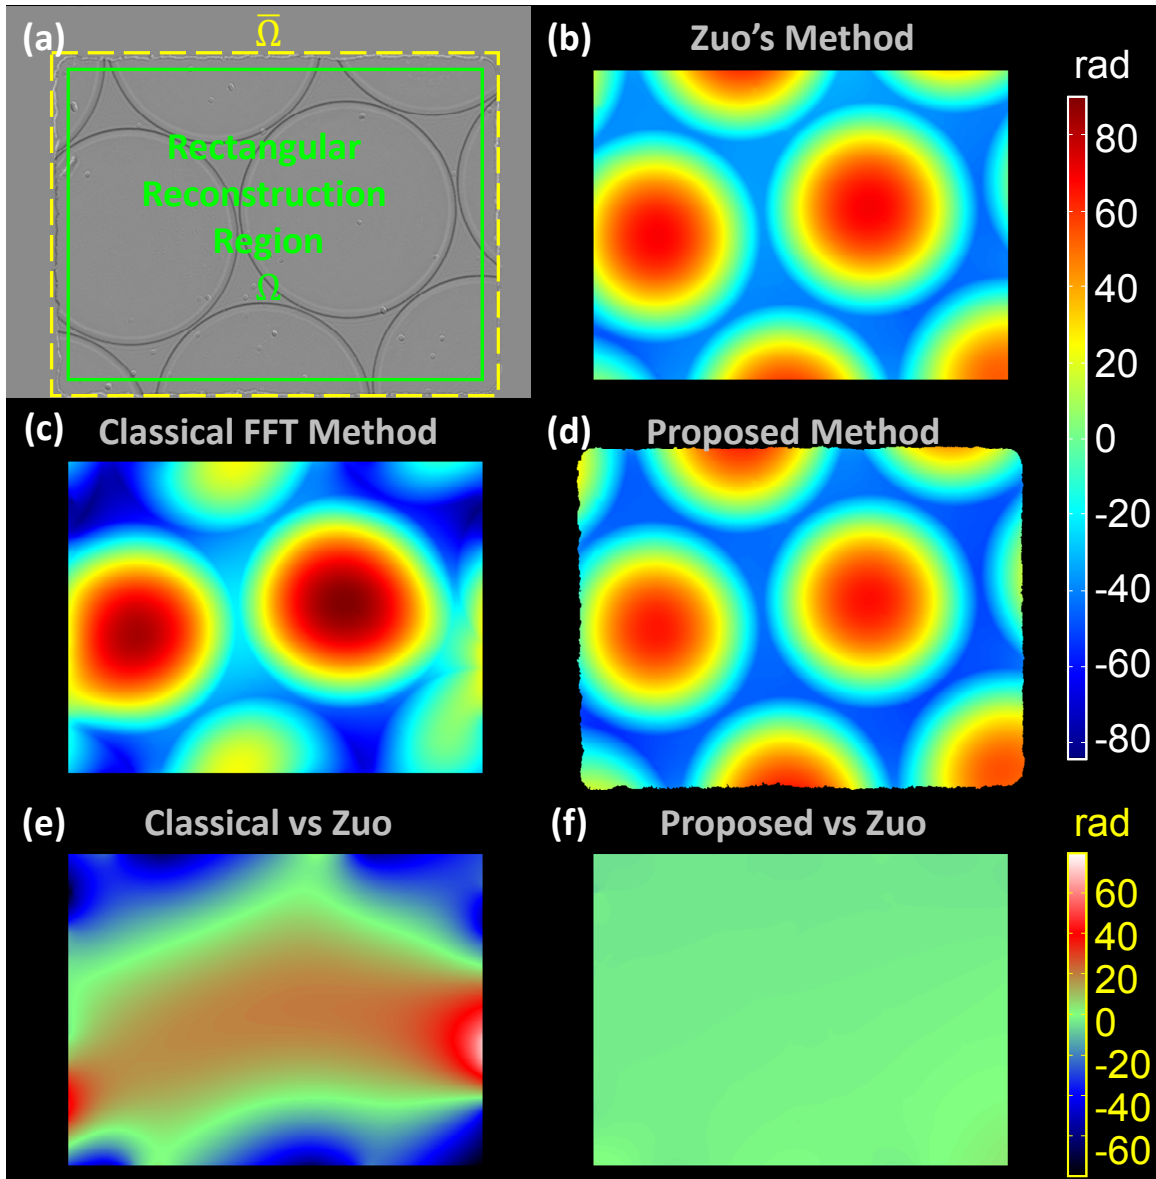 (a)
Ω̅
Rectangular
Reconstruction
Region
Ω
(b) Zuo's Method
rad
80
60
40
20
0
-20
-40
-60
-80
(c) Classical FFT Method
(d) Proposed Method
(e) Classical vs Zuo
(f) Proposed vs Zuo
rad
60
40
20
0
-20
-40
-60